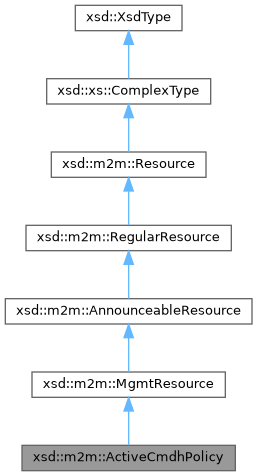 xsd::XsdType
xsd::xs::ComplexType
xsd::m2m::Resource
xsd::m2m::RegularResource
xsd::m2m::AnnounceableResource
xsd::m2m::MgmtResource
xsd::m2m::ActiveCmdhPolicy